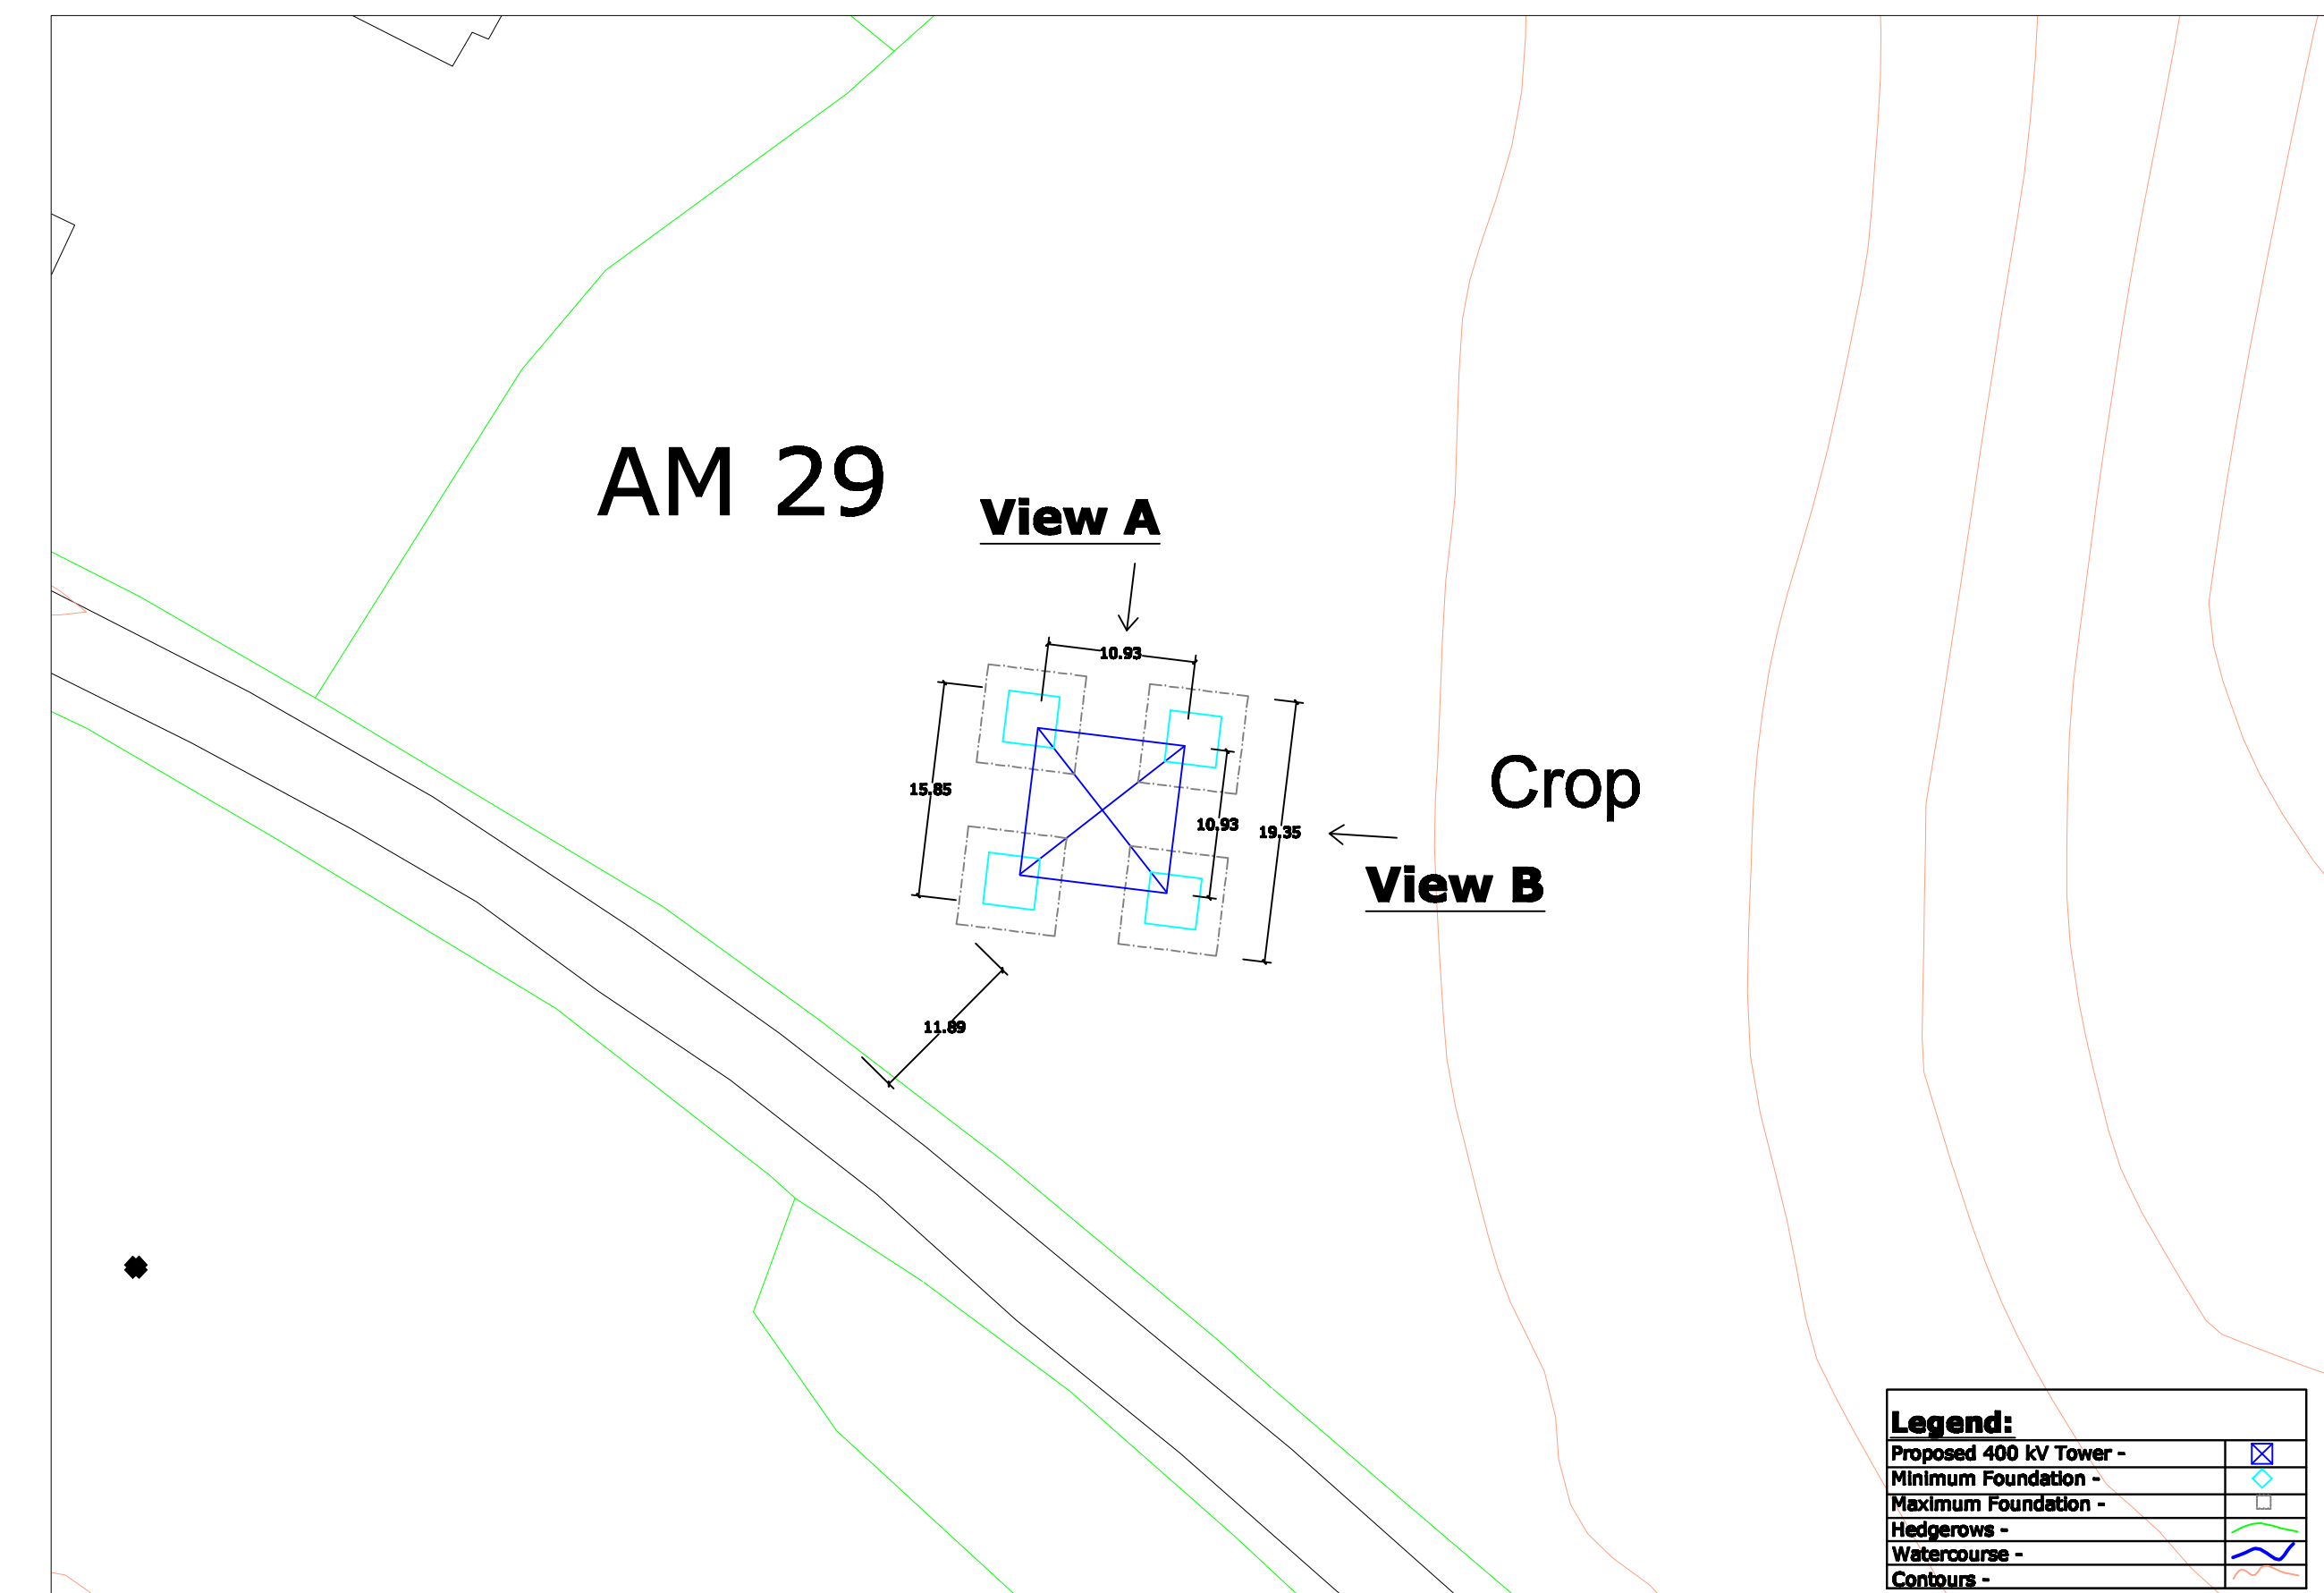 AM 29
View A
10.93
15.85
10.93
19.35
Crop
View B
11.89
Legend:
Proposed 400 kV Tower -
Minimum Foundation -
Maximum Foundation -
Hedgerows -
Watercourse -
Contours -